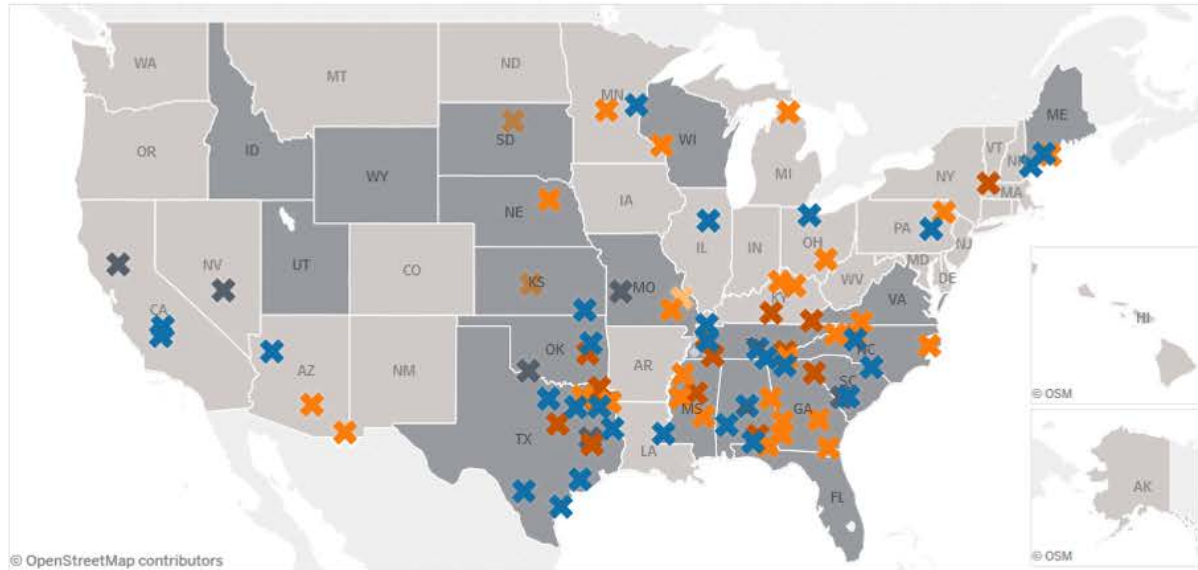 WA
MT
ND
MN
ME
OR
ID
SD
WI
VT
NH
WY
MI
NY
MA
NE
IA
PA
NV
UT
CO
IL
IN
OH
NJ
MD
DE
CA
KS
MO
WV
VA
KY
AZ
NM
OK
AR
NC
SC
HI
MS
GA
TX
LA
FL
AK
© OSM
© OSM
© OpenStreetMap contributors